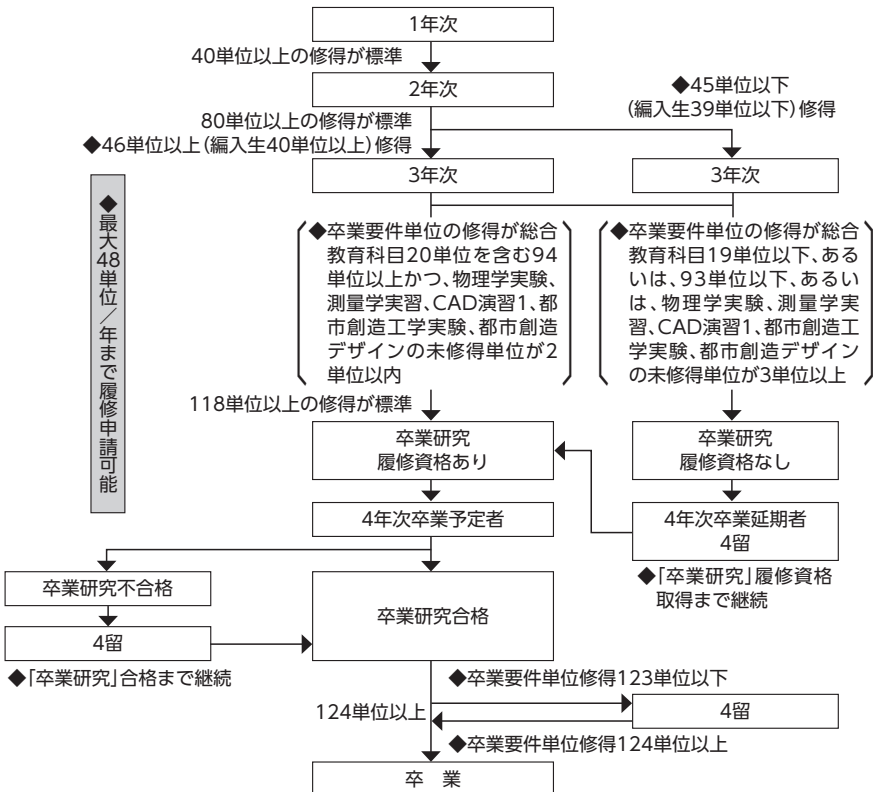 1年次
40単位以上の修得が標準
2年次
◆45単位以下
(編入生39単位以下)修得
80単位以上の修得が標準
◆46単位以上(編入生40単位以上)修得
3年次
3年次
◆最大48単位/年まで履修申請可能
◆卒業要件単位の修得が総合
教育科目20単位を含む94
単位以上かつ、物理学実験、
測量学実習、CAD演習1、都
市創造工学実験、都市創造
デザインの未修得単位が2
単位以内
◆卒業要件単位の修得が総合
教育科目19単位以下、ある
いは、93単位以下、あるい
は、物理学実験、測量学実
習、CAD演習1、都市創造工
学実験、都市創造デザイン
の未修得単位が3単位以上
118単位以上の修得が標準
卒業研究
履修資格あり
卒業研究
履修資格なし
4年次卒業予定者
4年次卒業延期者
4留
◆「卒業研究」履修資格
取得まで継続
卒業研究不合格
卒業研究合格
4留
◆「卒業研究」合格まで継続
◆卒業要件単位修得123単位以下
124単位以上
4留
◆卒業要件単位修得124単位以上
卒 業